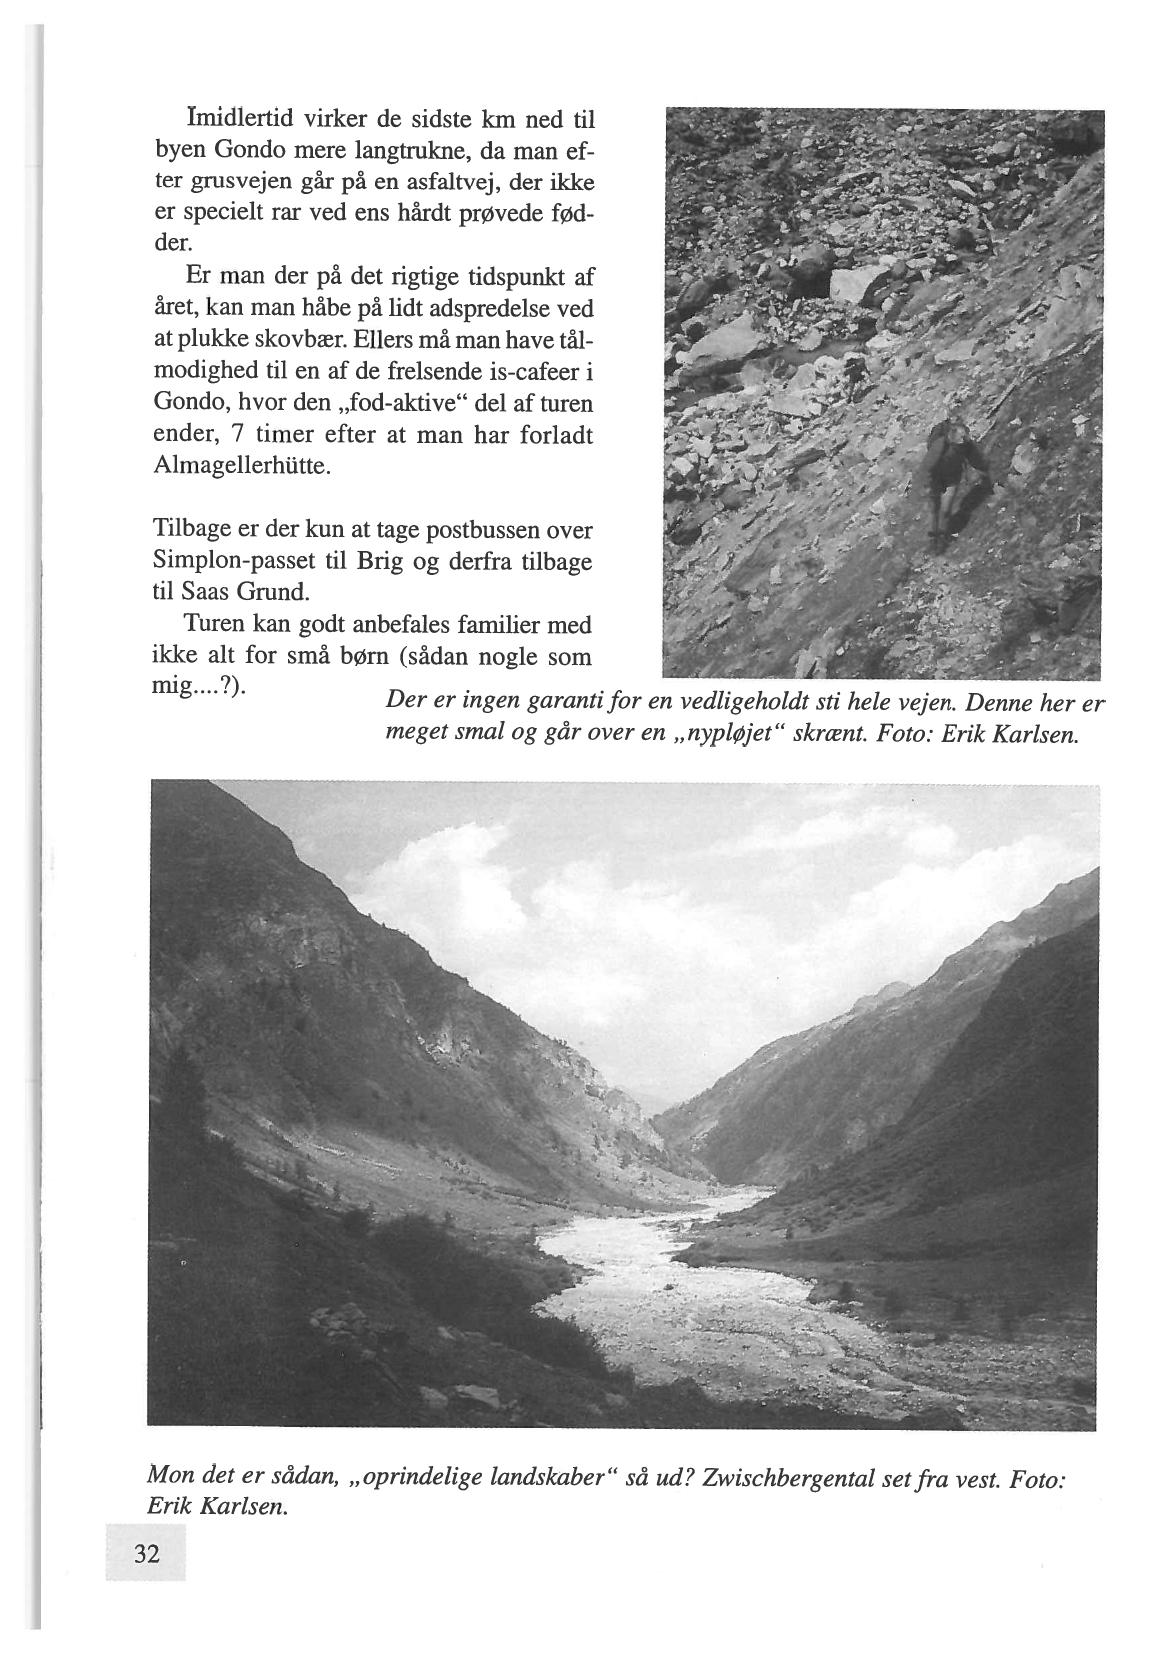 Imidlertid virker de sidste km ned til
byen Gondo mere langtrukne, da man ef-
ter grusvejen går på en asfaltvej, der ikke
er specielt rar ved ens hårdt prøvede fød-
der.
Er man der på det rigtige tidspunkt af
året, kan man håbe på lidt adspredelse ved
at plukke skovbær. Ellers må man have tål-
modighed til en af de frelsende is-cafeer i
Gondo, hvor den „fod-aktive“ del af turen
ender, 7 timer efter at man har forladt
Almagellerhütte.
Tilbage er der kun at tage postbussen over
Simplon-passet til Brig og derfra tilbage
til Saas Grund.
Turen kan godt anbefales familier med
ikke alt for små børn (sådan nogle som
mig....?).
Der er ingen garanti for en vedligeholdt sti hele vejen. Denne her er
meget smal og går over en „nypløjet“ skrænt. Foto: Erik Karlsen.
Mon det er sådan, „oprindelige landskaber“ så ud? Zwischbergental set fra vest. Foto:
Erik Karlsen.
32